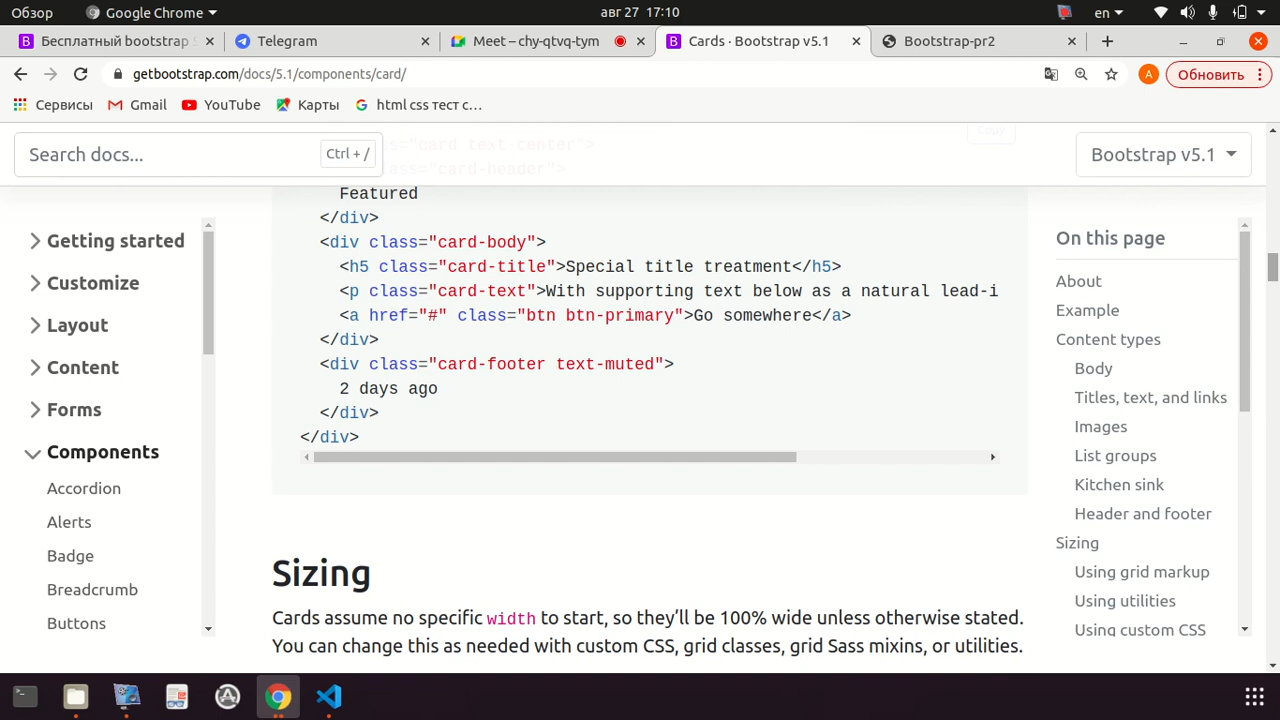 Обзор
Google Chrome
авг 27 17:10
en
Бесплатный bootstrap
Telegram
Meet – chy-qtvq-tym
Cards · Bootstrap v5.1
Bootstrap-pr2
getbootstrap.com/docs/5.1/components/card/
A
Обновить
Сервисы
Gmail
YouTube
Карты
html css тест с…
Search docs...
Ctrl + /
Bootstrap v5.1
Copy
="card text-center">
="card-header">
Featured
</div>
<div class="card-body">
<h5 class="card-title">Special title treatment</h5>
<p class="card-text">With supporting text below as a natural lead-i
<a href="#" class="btn btn-primary">Go somewhere</a>
</div>
<div class="card-footer text-muted">
2 days ago
</div>
</div>
Getting started
Customize
Layout
Content
Forms
Components
Accordion
Alerts
Badge
Breadcrumb
Buttons
Sizing
Cards assume no specific width to start, so they’ll be 100% wide unless otherwise stated.
You can change this as needed with custom CSS, grid classes, grid Sass mixins, or utilities.
On this page
About
Example
Content types
Body
Titles, text, and links
Images
List groups
Kitchen sink
Header and footer
Sizing
Using grid markup
Using utilities
Using custom CSS